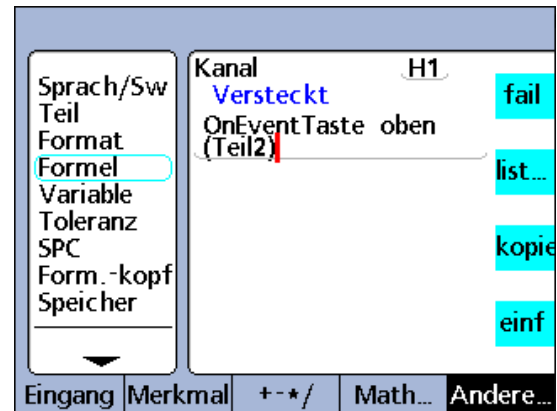 Sprach/Sw
Teil
Format
Formel
Variable
Toleranz
SPC
Form.-kopf
Speicher
Kanal H1
Versteckt
OnEventTaste oben
(Teil2)
fail
list...
kopie
einf
Eingang Merkmal +-*/ Math... Andere...